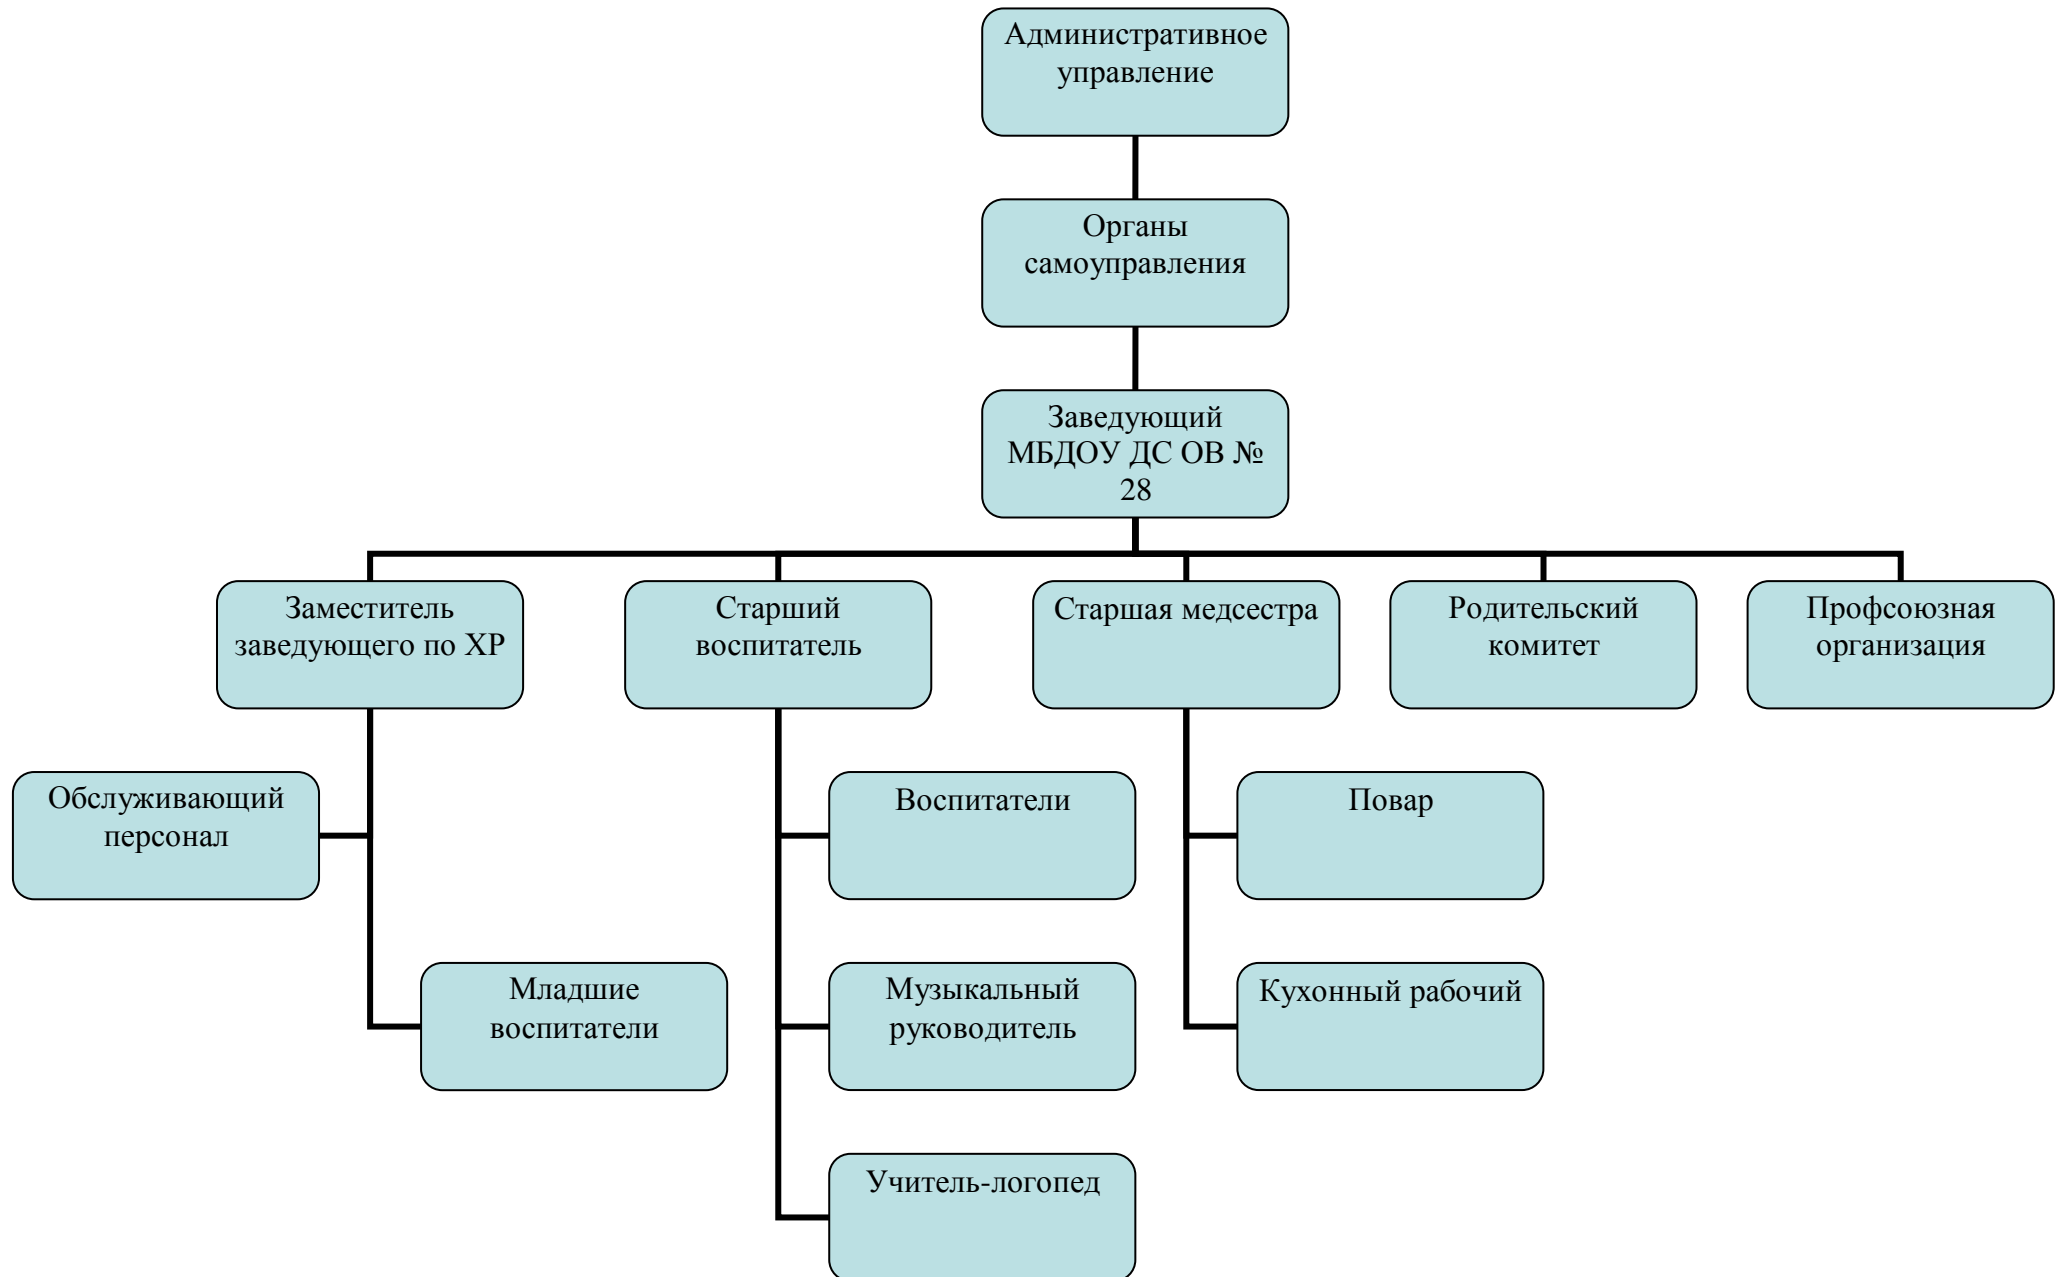 Административное
управление
Органы
самоуправления
Заведующий
МБДОУ ДС ОВ №
28
Заместитель
заведующего по ХР
Старший
воспитатель
Старшая медсестра
Родительский
комитет
Профсоюзная
организация
Обслуживающий
персонал
Воспитатели
Повар
Младшие
воспитатели
Музыкальный
руководитель
Кухонный рабочий
Учитель-логопед